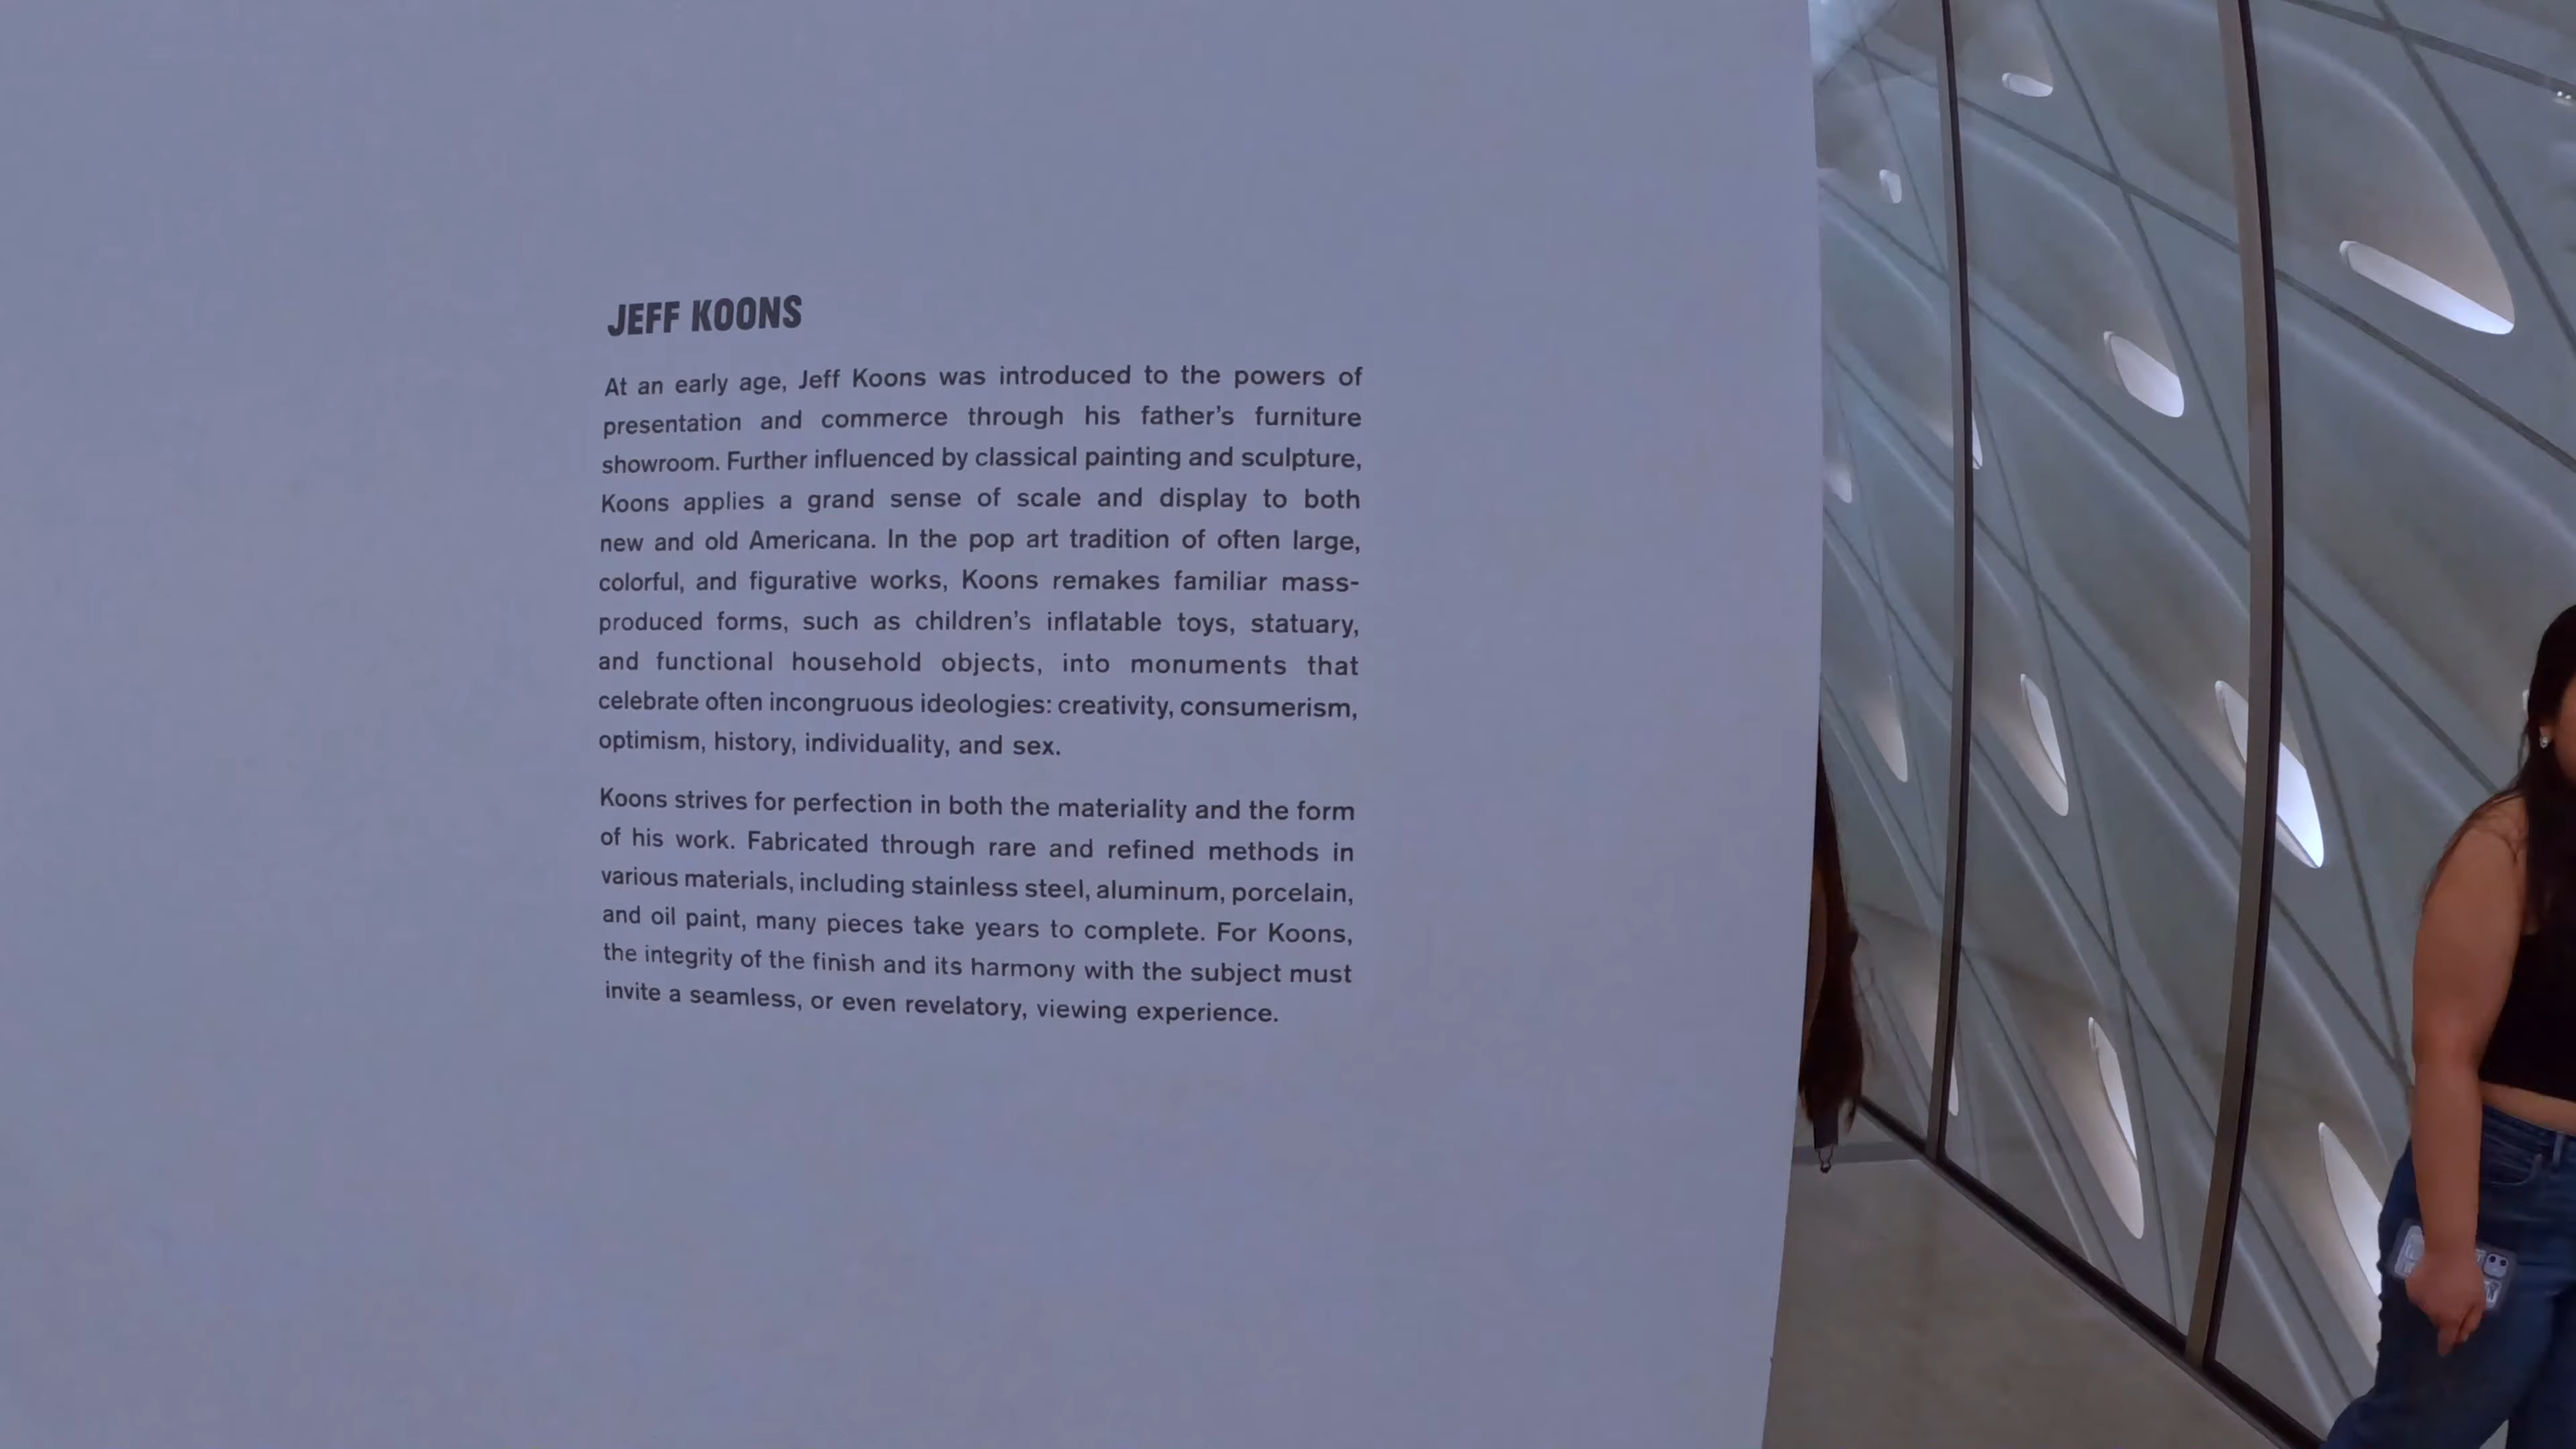 JEFF KOONS
At an early age, Jeff Koons was introduced to the powers of
presentation and commerce through his father's furniture
showroom. Further influenced by classical painting and sculpture,
Koons applies a grand sense of scale and display to both
new and old Americana. In the pop art tradition of often large,
colorful, and figurative works, Koons remakes familiar mass-
produced forms, such as children's inflatable toys, statuary,
and functional household objects, into monuments that
celebrate often incongruous ideologies: creativity, consumerism,
optimism, history, individuality, and sex.
Koons strives for perfection in both the materiality and the form
of his work. Fabricated through rare and refined methods in
various materials, including stainless steel, aluminum, porcelain,
and oil paint, many pieces take years to complete. For Koons,
the integrity of the finish and its harmony with the subject must
invite a seamless, or even revelatory, viewing experience.